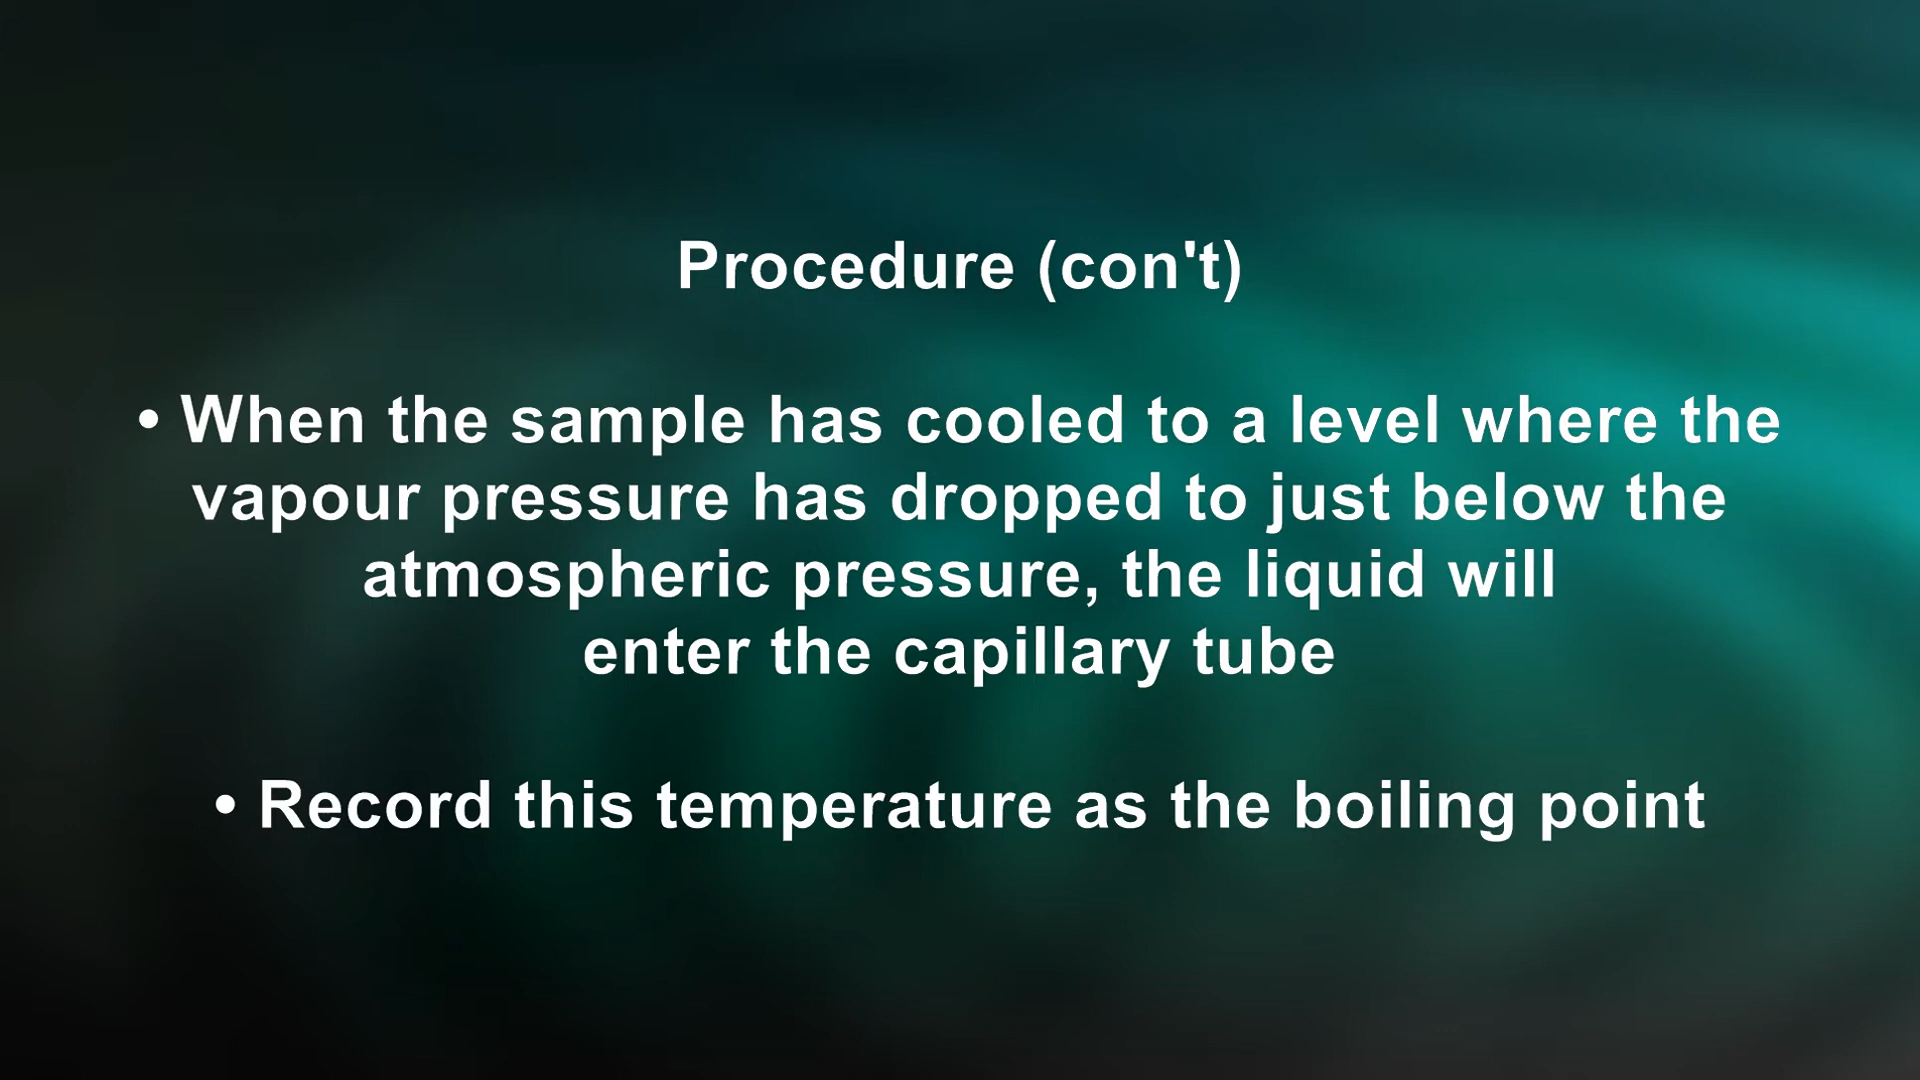 Procedure (con't)
• When the sample has cooled to a level where the
vapour pressure has dropped to just below the
atmospheric pressure, the liquid will
enter the capillary tube
• Record this temperature as the boiling point